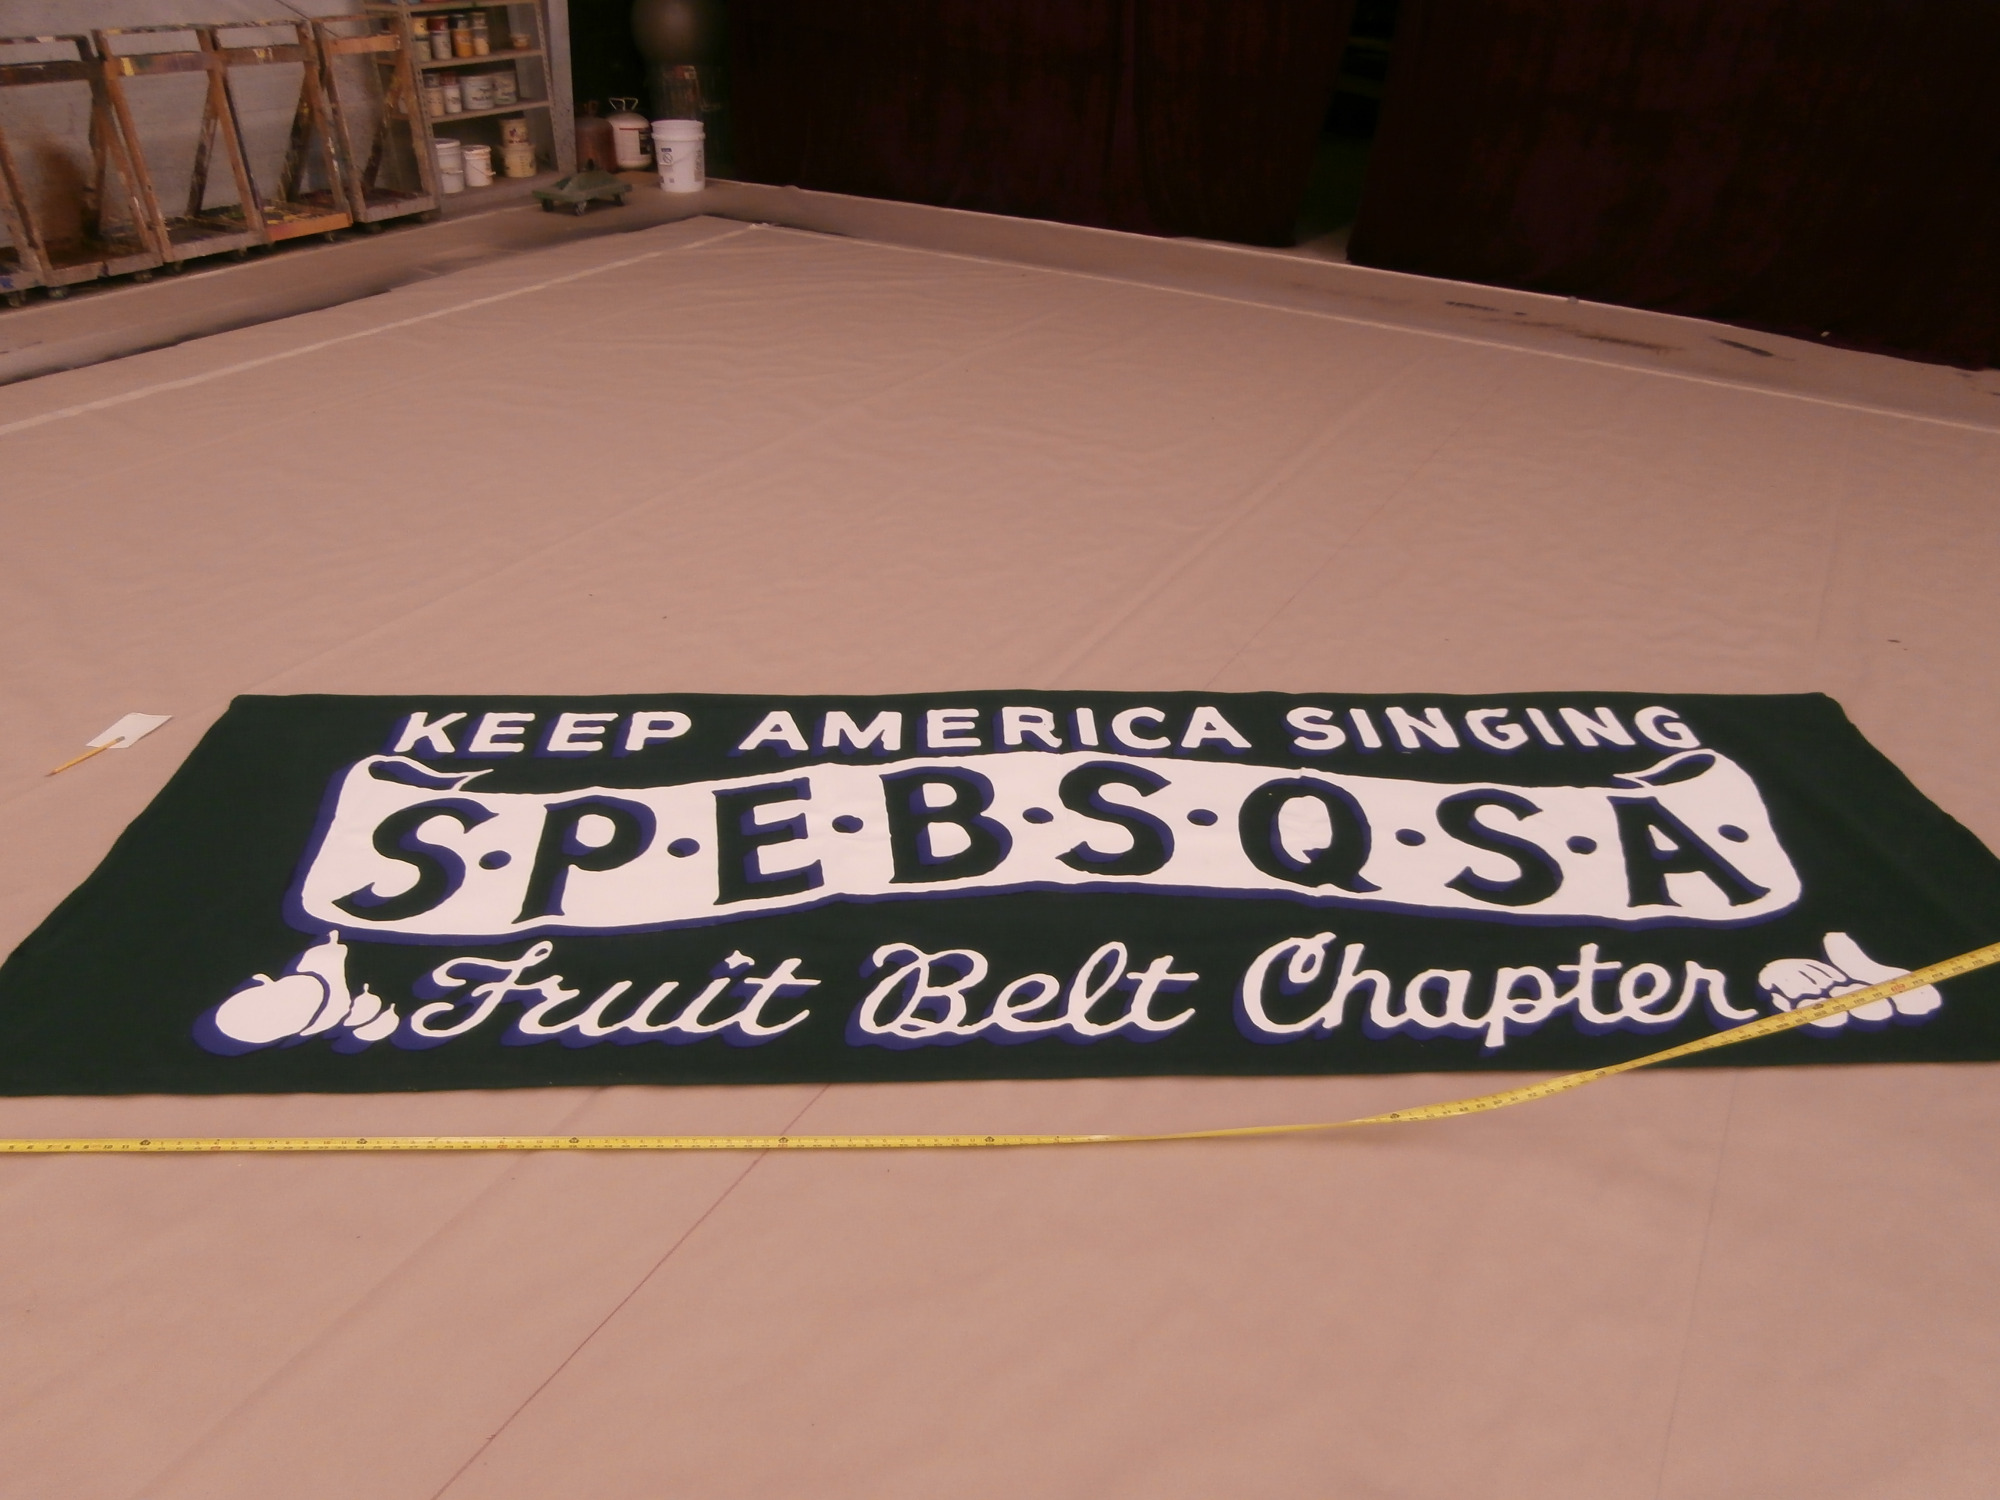 KEEP AMERICA SINGING
S·P·E·B·S·Q·S·A·
Fruit Belt Chapter